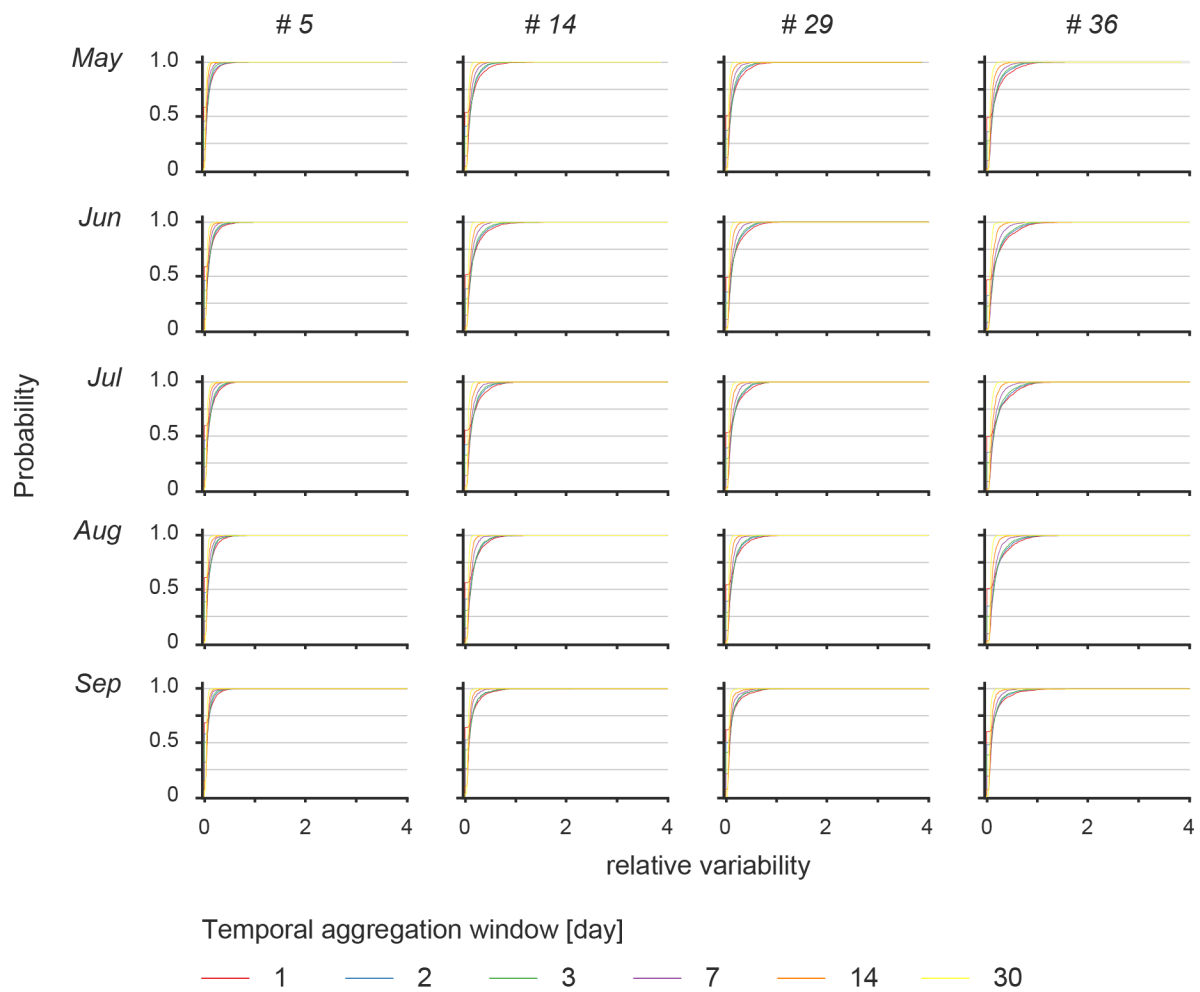 # 5 # 14 # 29 # 36
May 1.0
0.5
0
Jun 1.0
0.5
0
Jul 1.0
0.5
0
Aug 1.0
0.5
0
Sep 1.0
0.5
0
Probability
0 2 4 0 2 4 0 2 4 0 2 4
relative variability
Temporal aggregation window [day]
1 2 3 7 14 30